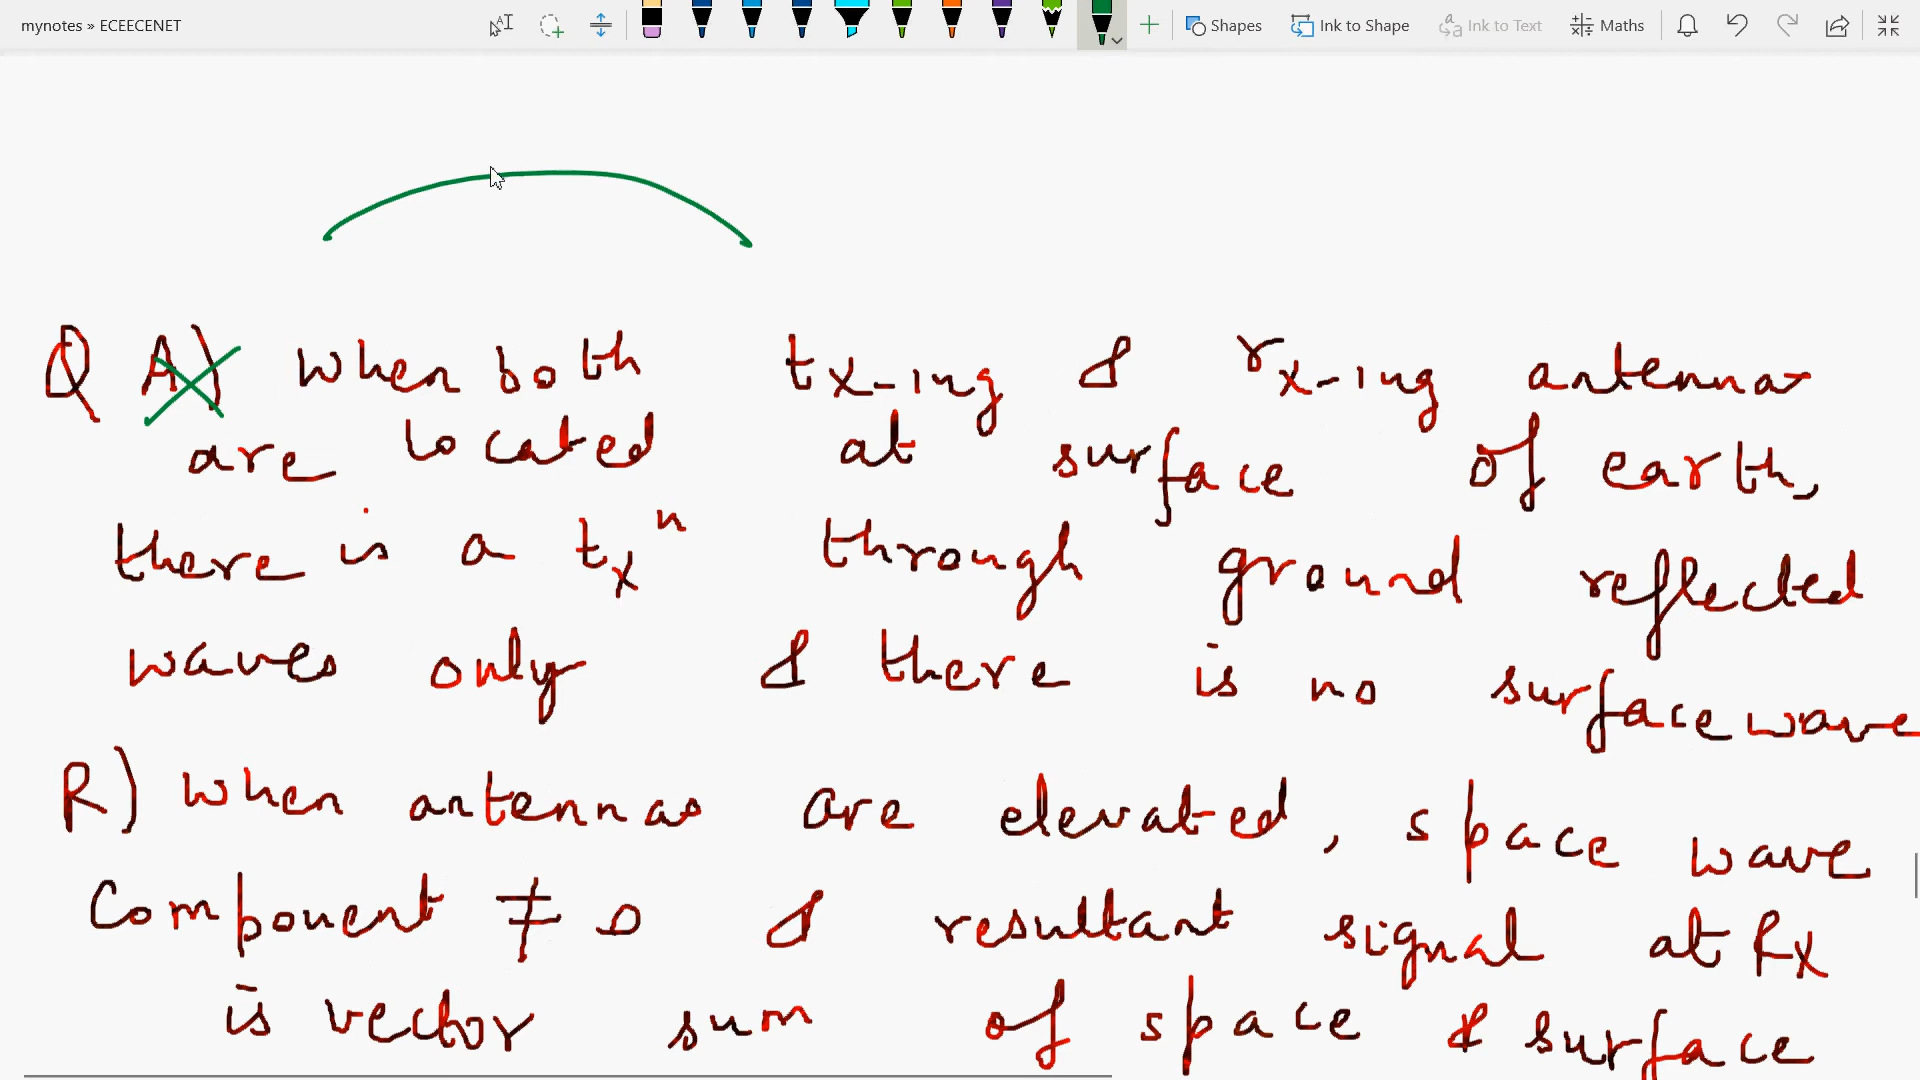 mynotes » ECEECENET
Shapes Ink to Shape Ink to Text Maths
Q A) when both tx-ing & rx-ing antennas
are located at surface of earth,
there is a txⁿ through ground reflected
waves only & there is no surface wave
R) when antennas are elevated, space wave
Component ≠ 0 & resultant signal at Rx
is vector sum of space & surface